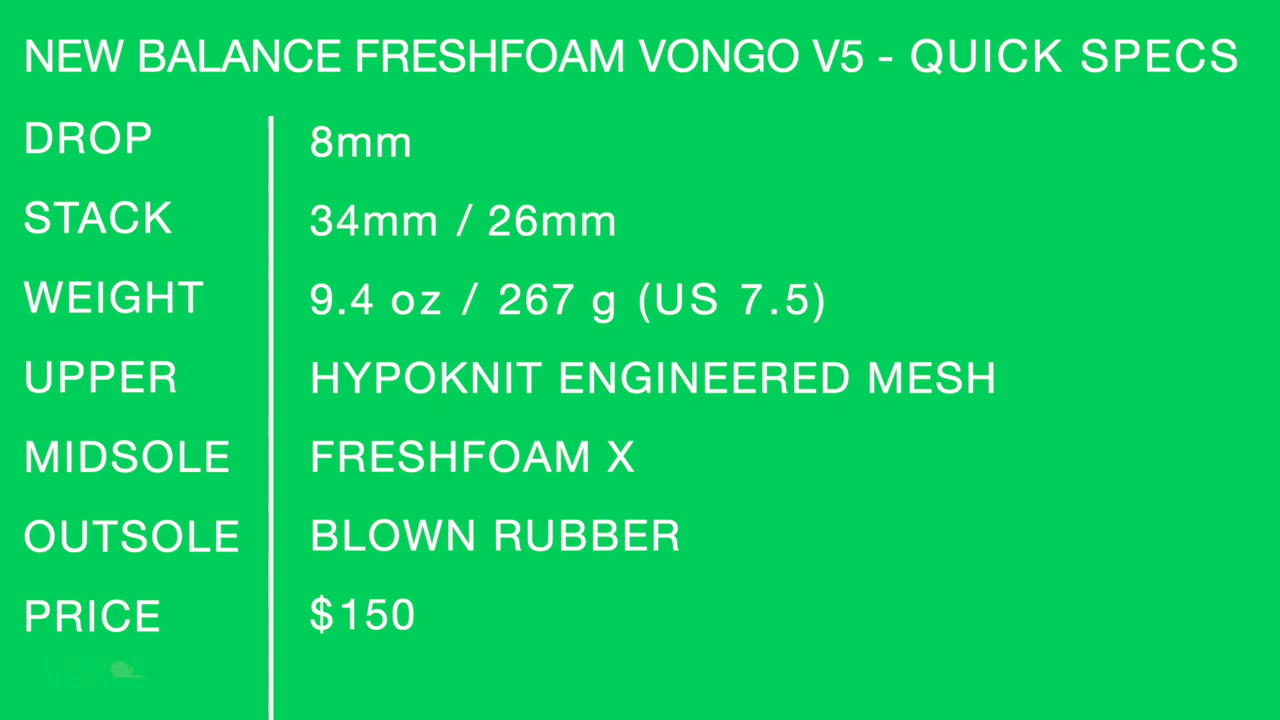 NEW BALANCE FRESHFOAM VONGO V5 - QUICK SPECS
DROP 8mm
STACK 34mm / 26mm
WEIGHT 9.4 oz / 267 g (US 7.5)
UPPER HYPOKNIT ENGINEERED MESH
MIDSOLE FRESHFOAM X
OUTSOLE BLOWN RUBBER
PRICE $150